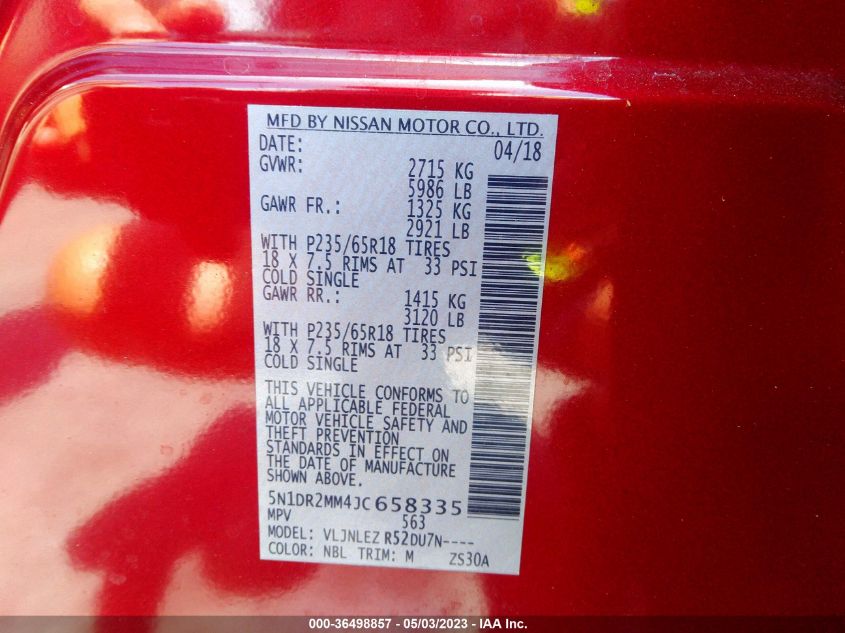 MFD BY NISSAN MOTOR CO., LTD.
DATE: 04/18
GVWR: 2715 KG
5986 LB
GAWR FR.: 1325 KG
2921 LB
WITH P235/65R18 TIRES
18 X 7.5 RIMS AT 33 PSI
COLD SINGLE
GAWR RR.: 1415 KG
3120 LB
WITH P235/65R18 TIRES
18 X 7.5 RIMS AT 33 PSI
COLD SINGLE
THIS VEHICLE CONFORMS TO
ALL APPLICABLE FEDERAL
MOTOR VEHICLE SAFETY AND
THEFT PREVENTION
STANDARDS IN EFFECT ON
THE DATE OF MANUFACTURE
SHOWN ABOVE.
5N1DR2MM4JC658335
MPV 563
MODEL: VLJNLEZ R52DU7N----
COLOR: NBL TRIM: M ZS30A
000-36498857 - 05/03/2023 - IAA Inc.